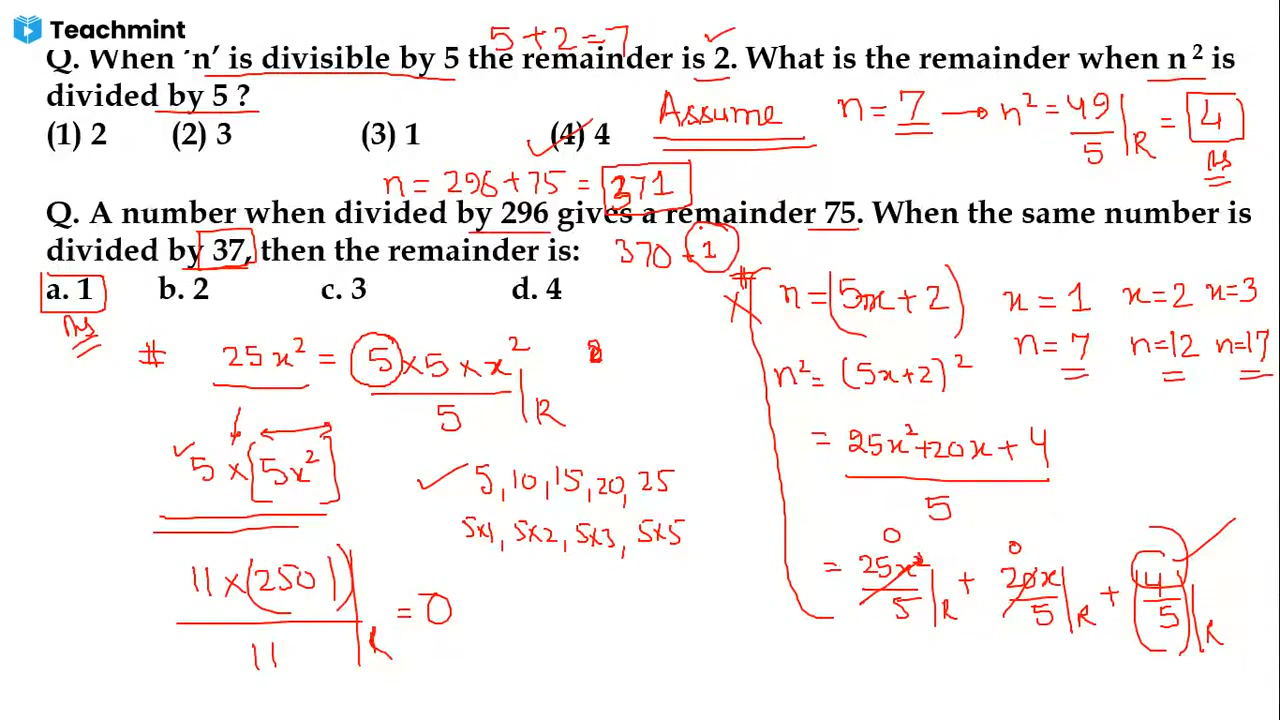 Teachmint
5 + 2 = 7
Q. When 'n' is divisible by 5 the remainder is 2. What is the remainder when n² is
divided by 5 ?
Assume
n = 7 → n² = 49/5 |R = 4
Ans
(1) 2 (2) 3 (3) 1 (4) 4
n = 296 + 75 = 371
Q. A number when divided by 296 gives a remainder 75. When the same number is
divided by 37, then the remainder is:
370 + 1
a. 1 b. 2 c. 3 d. 4
Ans
# 25x² = 5×5×x²/5 |R
5 × [5x²]
5, 10, 15, 20, 25
5×1, 5×2, 5×3, 5×5
11 × (2501)/11 |R = 0
# n = (5x + 2) x = 1 x = 2 x = 3
n = 7 n = 12 n = 17
n² = (5x + 2)²
= 25x² + 20x + 4/5
0 0
= 25x²/5 |R + 20x/5 |R + (4/5) |R